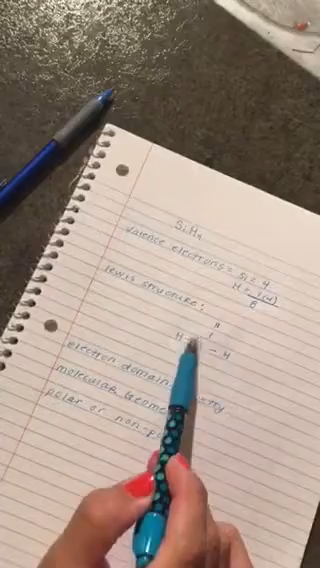 SiH4
valence electrons = Si = 4
H = 1(4)
8
lewis structure:
H
H - H
electron domain
molecular geometry
polar or non-p